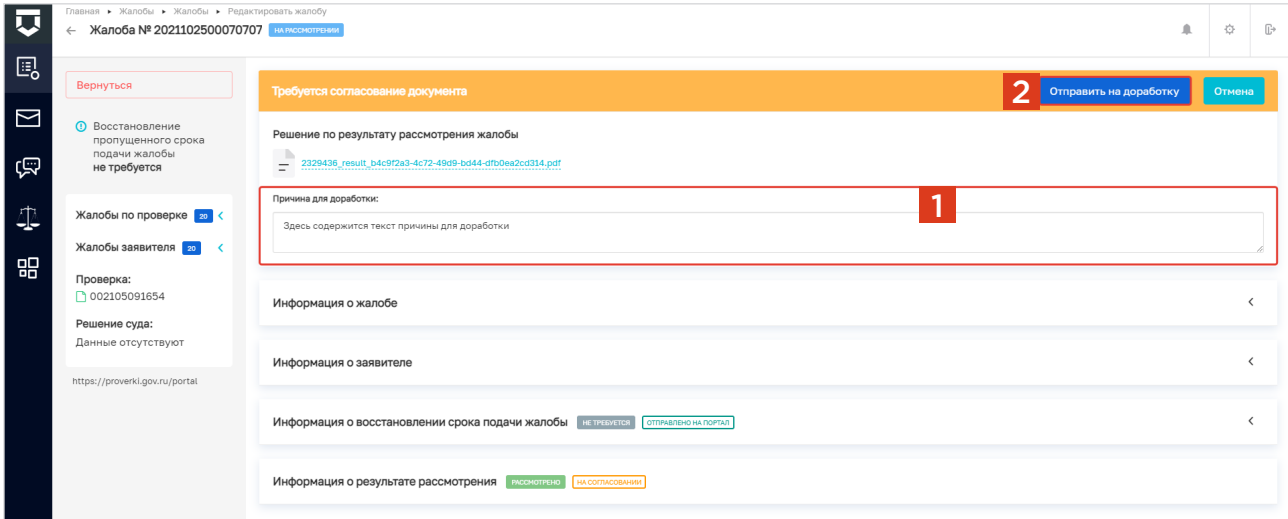 Главная ▸ Жалобы ▸ Жалобы ▸ Редактировать жалобу
← Жалоба № 2021102500070707 НА РАССМОТРЕНИИ
Вернуться
Восстановление
пропущенного срока
подачи жалобы
не требуется
Жалобы по проверке 20
Жалобы заявителя 20
Проверка:
002105091654
Решение суда:
Данные отсутствуют
https://proverki.gov.ru/portal
Требуется согласование документа
2 Отправить на доработку Отмена
Решение по результату рассмотрения жалобы
2329436_result_b4c9f2a3-4c72-49d9-bd44-dfb0ea2cd314.pdf
Причина для доработки:
1
Здесь содержится текст причины для доработки
Информация о жалобе
Информация о заявителе
Информация о восстановлении срока подачи жалобы НЕ ТРЕБУЕТСЯ ОТПРАВЛЕНО НА ПОРТАЛ
Информация о результате рассмотрения РАССМОТРЕНО НА СОГЛАСОВАНИИ